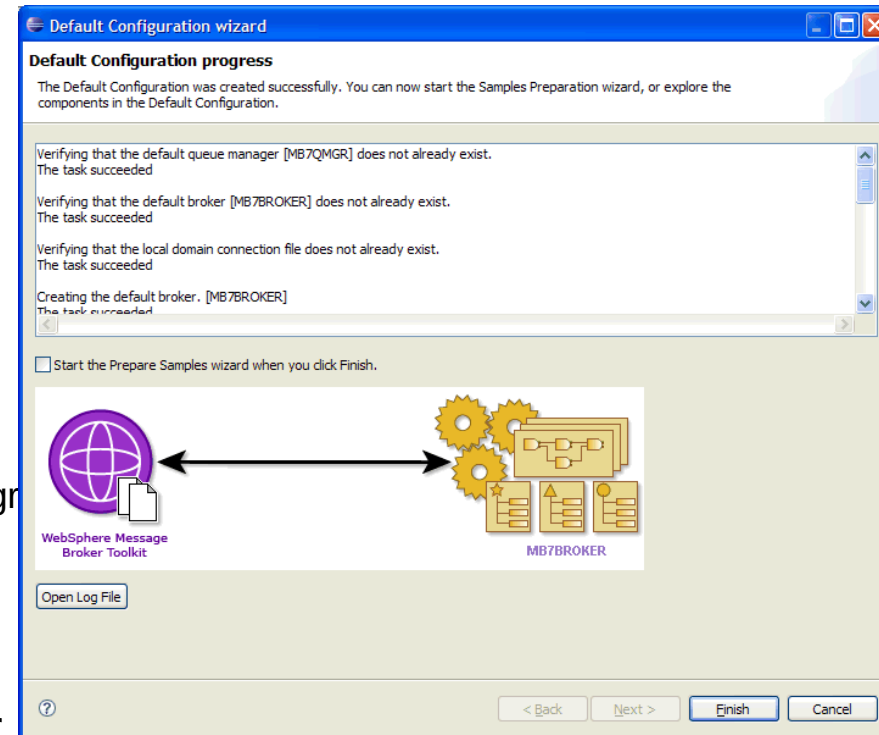 Default Configuration wizard
Default Configuration progress
The Default Configuration was created successfully. You can now start the Samples Preparation wizard, or explore the
components in the Default Configuration.
Verifying that the default queue manager [MB7QMGR] does not already exist.
The task succeeded
Verifying that the default broker [MB7BROKER] does not already exist.
The task succeeded
Verifying that the local domain connection file does not already exist.
The task succeeded
Creating the default broker. [MB7BROKER]
The task succeeded
Start the Prepare Samples wizard when you click Finish.
WebSphere Message
Broker Toolkit
MB7BROKER
Open Log File
? < Back Next > Finish Cancel